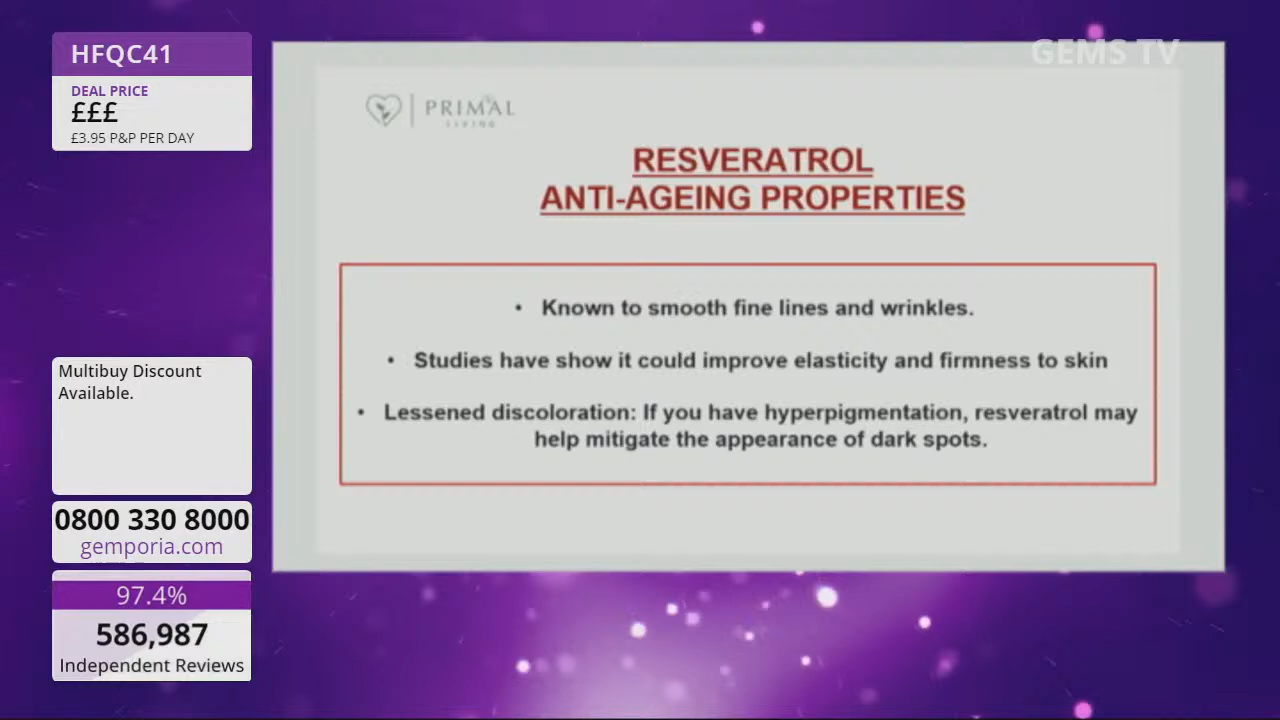 HFQC41
DEAL PRICE
£££
£3.95 P&P PER DAY
GEMS TV
PRIMAL
LIVING
RESVERATROL
ANTI-AGEING PROPERTIES
• Known to smooth fine lines and wrinkles.
• Studies have show it could improve elasticity and firmness to skin
• Lessened discoloration: If you have hyperpigmentation, resveratrol may
help mitigate the appearance of dark spots.
Multibuy Discount
Available.
0800 330 8000
gemporia.com
97.4%
586,987
Independent Reviews